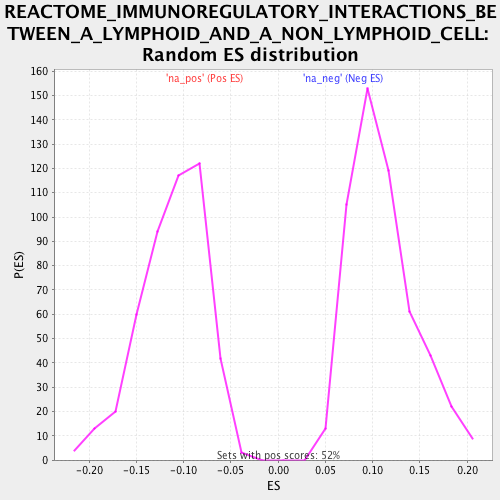 REACTOME_IMMUNOREGULATORY_INTERACTIONS_BE
TWEEN_A_LYMPHOID_AND_A_NON_LYMPHOID_CELL:
Random ES distribution
'na_pos' (Pos ES) 'na_neg' (Neg ES)
160
150
140
130
120
110
100
90
80
70
60
50
40
30
20
10
0
P(ES)
Sets with pos scores: 52%
-0.20 -0.15 -0.10 -0.05 0.00 0.05 0.10 0.15 0.20
ES